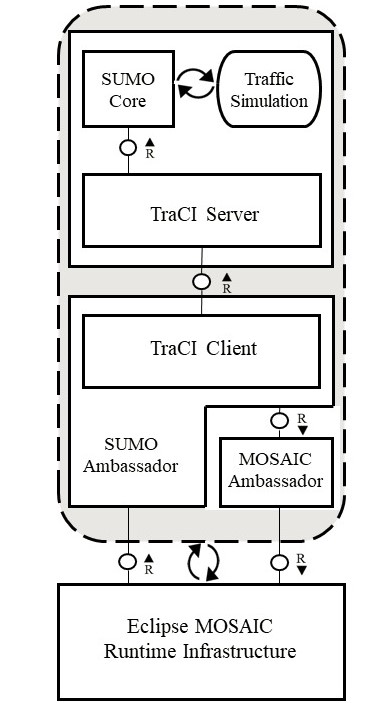 SUMO
Core
Traffic
Simulation
R
TraCI Server
R
TraCI Client
R
SUMO
Ambassador
MOSAIC
Ambassador
R
R
Eclipse MOSAIC
Runtime Infrastructure